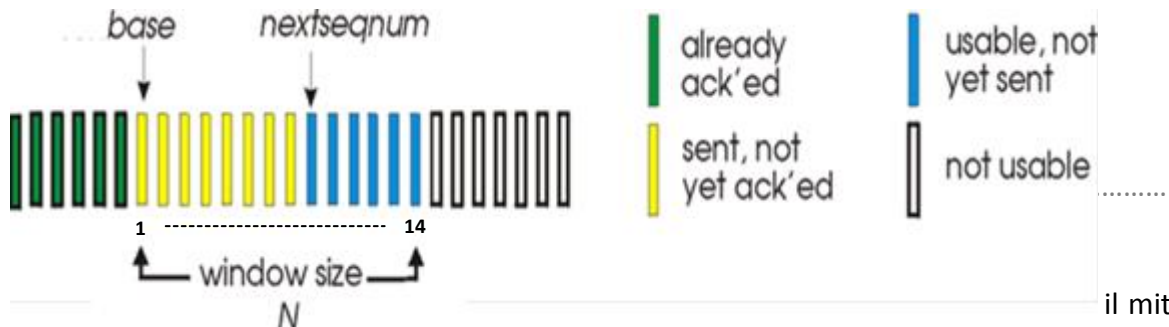 base nextseqnum
already
ack'ed
usable, not
yet sent
sent, not
yet ack'ed
not usable
1 14
window size
N
il mit